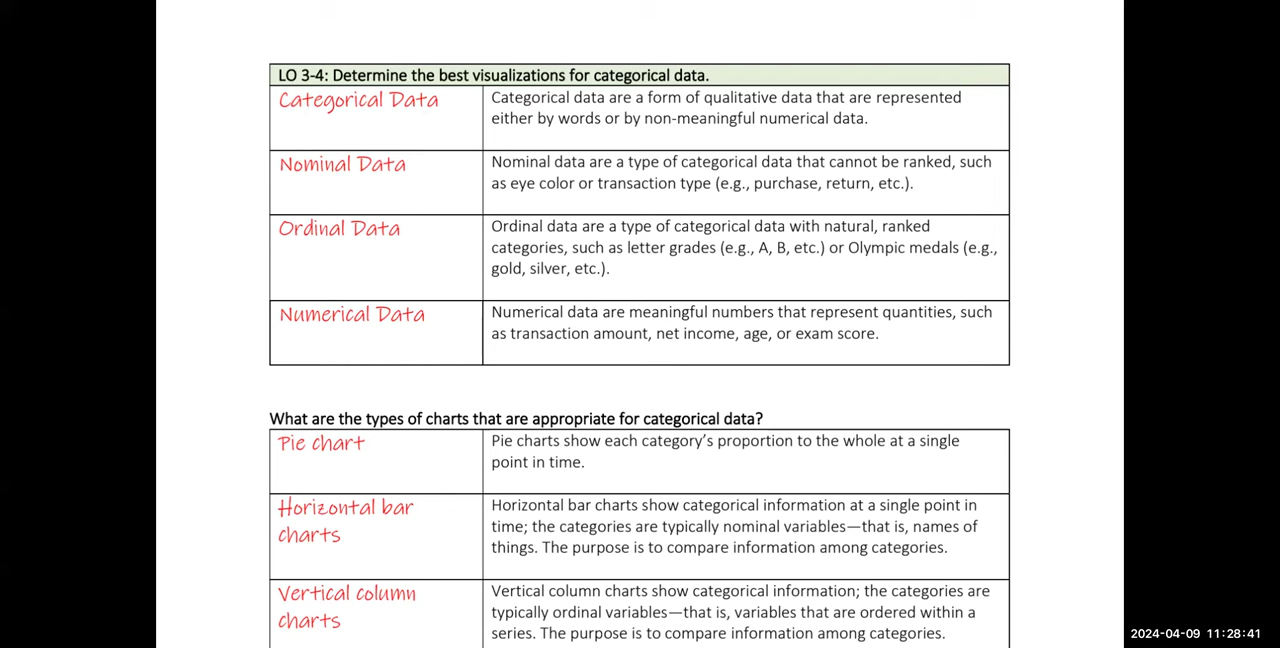 LO 3-4: Determine the best visualizations for categorical data.
Categorical Data
Categorical data are a form of qualitative data that are represented
either by words or by non-meaningful numerical data.
Nominal Data
Nominal data are a type of categorical data that cannot be ranked, such
as eye color or transaction type (e.g., purchase, return, etc.).
Ordinal Data
Ordinal data are a type of categorical data with natural, ranked
categories, such as letter grades (e.g., A, B, etc.) or Olympic medals (e.g.,
gold, silver, etc.).
Numerical Data
Numerical data are meaningful numbers that represent quantities, such
as transaction amount, net income, age, or exam score.
What are the types of charts that are appropriate for categorical data?
Pie chart
Pie charts show each category’s proportion to the whole at a single
point in time.
Horizontal bar
charts
Horizontal bar charts show categorical information at a single point in
time; the categories are typically nominal variables—that is, names of
things. The purpose is to compare information among categories.
Vertical column
charts
Vertical column charts show categorical information; the categories are
typically ordinal variables—that is, variables that are ordered within a
series. The purpose is to compare information among categories.
2024-04-09 11:28:41